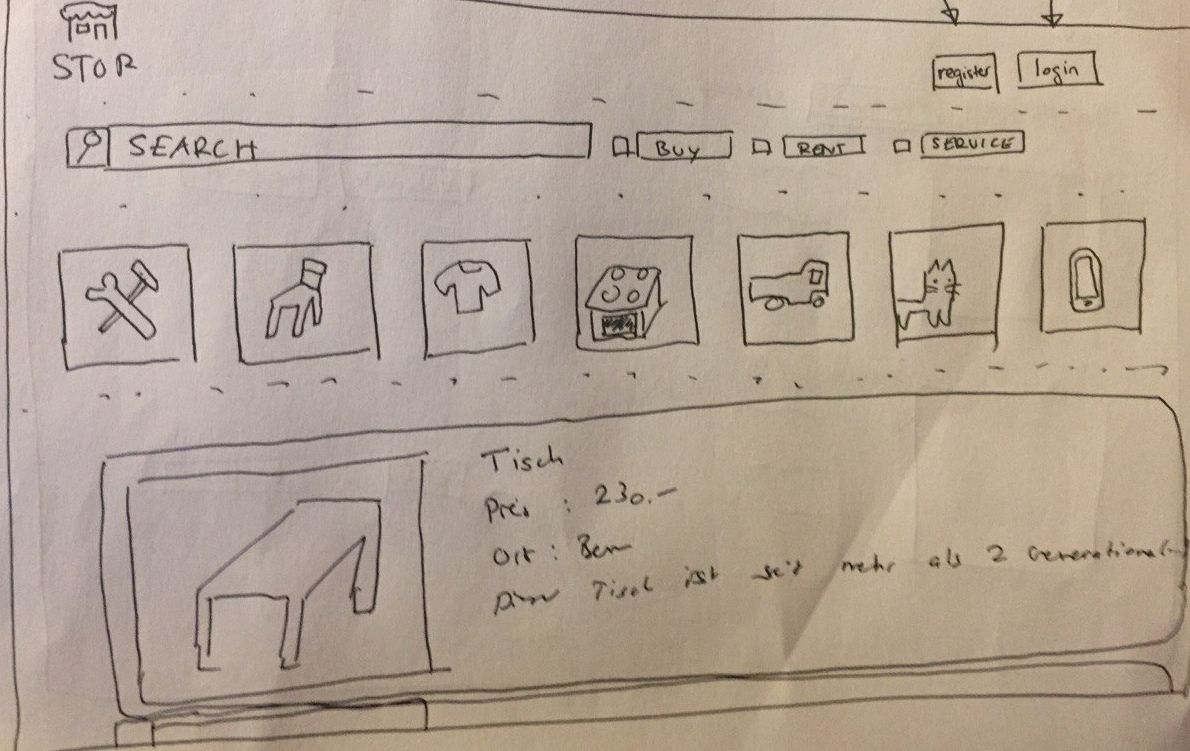 STOR
register login
SEARCH BUY RENT SERVICE
Tisch
Preis : 230.-
Ort : Bern
Dieser Tisch ist seit mehr als 2 Generationen